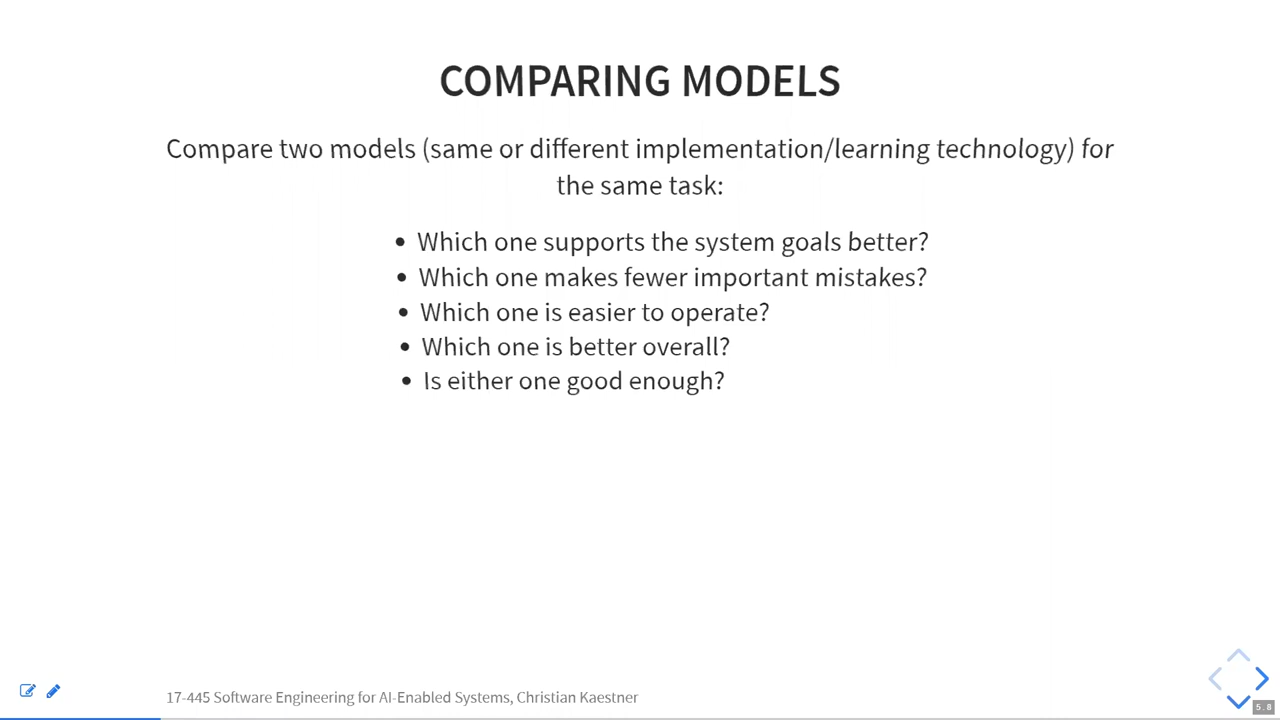 COMPARING MODELS
Compare two models (same or different implementation/learning technology) for
the same task:
• Which one supports the system goals better?
• Which one makes fewer important mistakes?
• Which one is easier to operate?
• Which one is better overall?
• Is either one good enough?
17-445 Software Engineering for AI-Enabled Systems, Christian Kaestner
5.8